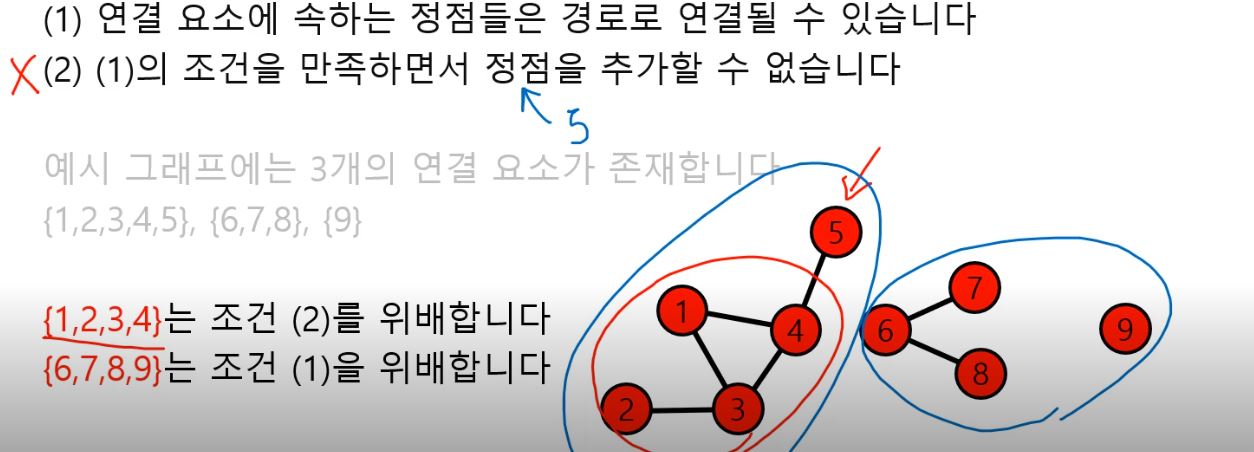 (1) 연결 요소에 속하는 정점들은 경로로 연결될 수 있습니다
X (2) (1)의 조건을 만족하면서 정점을 추가할 수 없습니다
5
예시 그래프에는 3개의 연결 요소가 존재합니다
{1,2,3,4,5}, {6,7,8}, {9}
5
7
1
4
6
9
{1,2,3,4}는 조건 (2)를 위배합니다
{6,7,8,9}는 조건 (1)을 위배합니다
8
2
3